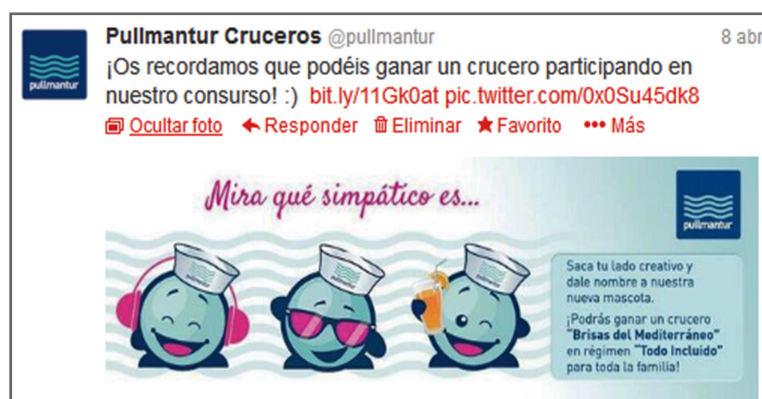 Pullmantur Cruceros @pullmantur 8 abr
¡Os recordamos que podéis ganar un crucero participando en
nuestro consurso! :) bit.ly/11Gk0at pic.twitter.com/0x0Su45dk8
Ocultar foto Responder Eliminar Favorito Más
pullmantur
Mira qué simpático es...
pullmantur
Saca tu lado creativo y
dale nombre a nuestra
nueva mascota.
¡Podrás ganar un crucero
"Brisas del Mediterráneo"
en régimen "Todo Incluido"
para toda la familia!